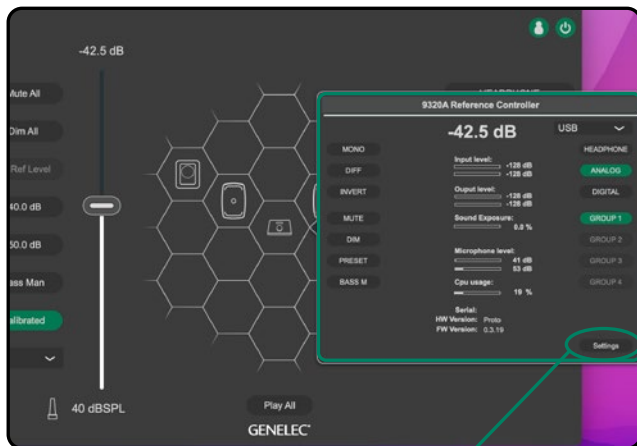 -42.5 dB
Mute All
Dim All
Ref Level
40.0 dB
60.0 dB
ass Man
alibrated
40 dBSPL
Play All
GENELEC®
9320A Reference Controller
-42.5 dB
USB
MONO
DIFF
INVERT
MUTE
DIM
PRESET
BASS M
Input level:
-128 dB
-128 dB
Ouput level:
-128 dB
-128 dB
Sound Exposure:
0.0 %
Microphone level:
41 dB
53 dB
Cpu usage:
19 %
Serial:
HW Version: Proto
FW Version: 0.3.19
HEADPHONE
ANALOG
DIGITAL
GROUP 1
GROUP 2
GROUP 3
GROUP 4
Settings